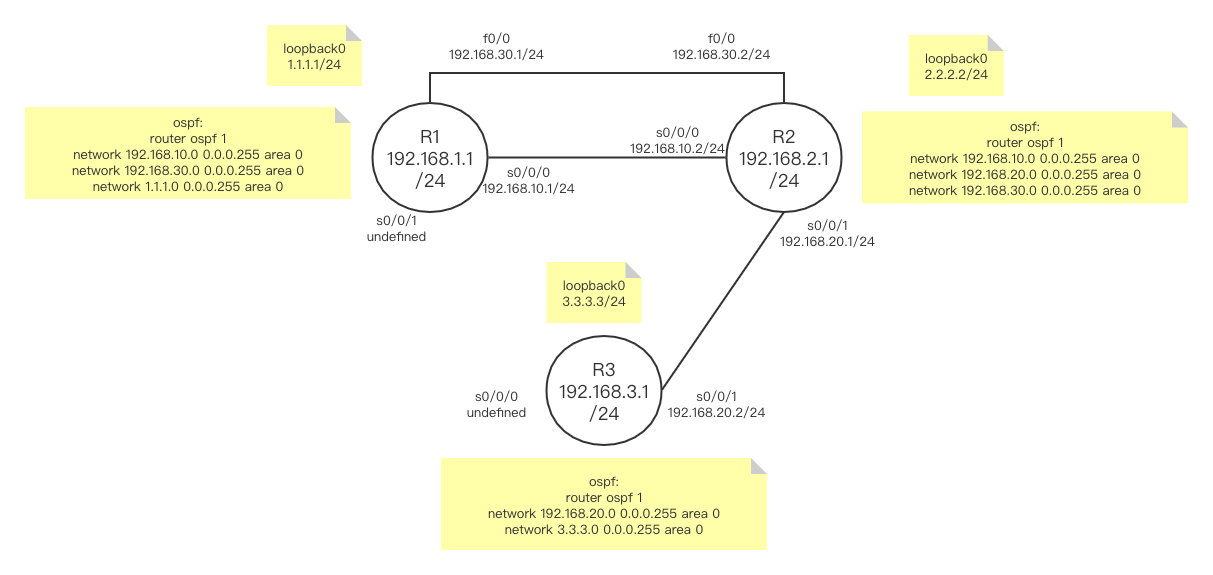 loopback0
1.1.1.1/24
f0/0
192.168.30.1/24
f0/0
192.168.30.2/24
loopback0
2.2.2.2/24
ospf:
router ospf 1
network 192.168.10.0 0.0.0.255 area 0
network 192.168.30.0 0.0.0.255 area 0
network 1.1.1.0 0.0.0.255 area 0
R1
192.168.1.1
/24
s0/0/0
192.168.10.1/24
s0/0/0
192.168.10.2/24
R2
192.168.2.1
/24
ospf:
router ospf 1
network 192.168.10.0 0.0.0.255 area 0
network 192.168.20.0 0.0.0.255 area 0
network 192.168.30.0 0.0.0.255 area 0
s0/0/1
undefined
s0/0/1
192.168.20.1/24
loopback0
3.3.3.3/24
s0/0/0
undefined
R3
192.168.3.1
/24
s0/0/1
192.168.20.2/24
ospf:
router ospf 1
network 192.168.20.0 0.0.0.255 area 0
network 3.3.3.0 0.0.0.255 area 0